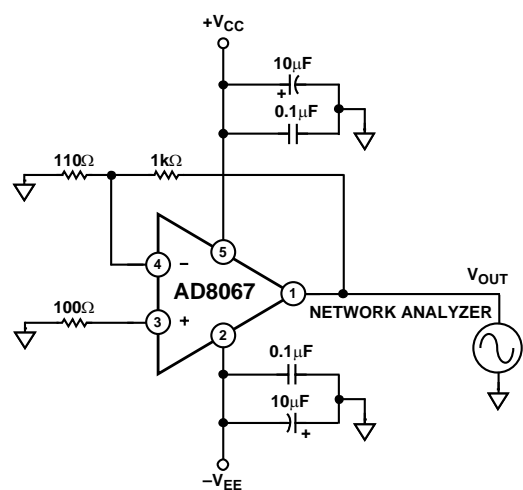 +VCC
10μF
+
0.1μF
110Ω
1kΩ
4
−
5
AD8067
1
VOUT
NETWORK ANALYZER
100Ω
3
+
2
0.1μF
10μF
+
−VEE